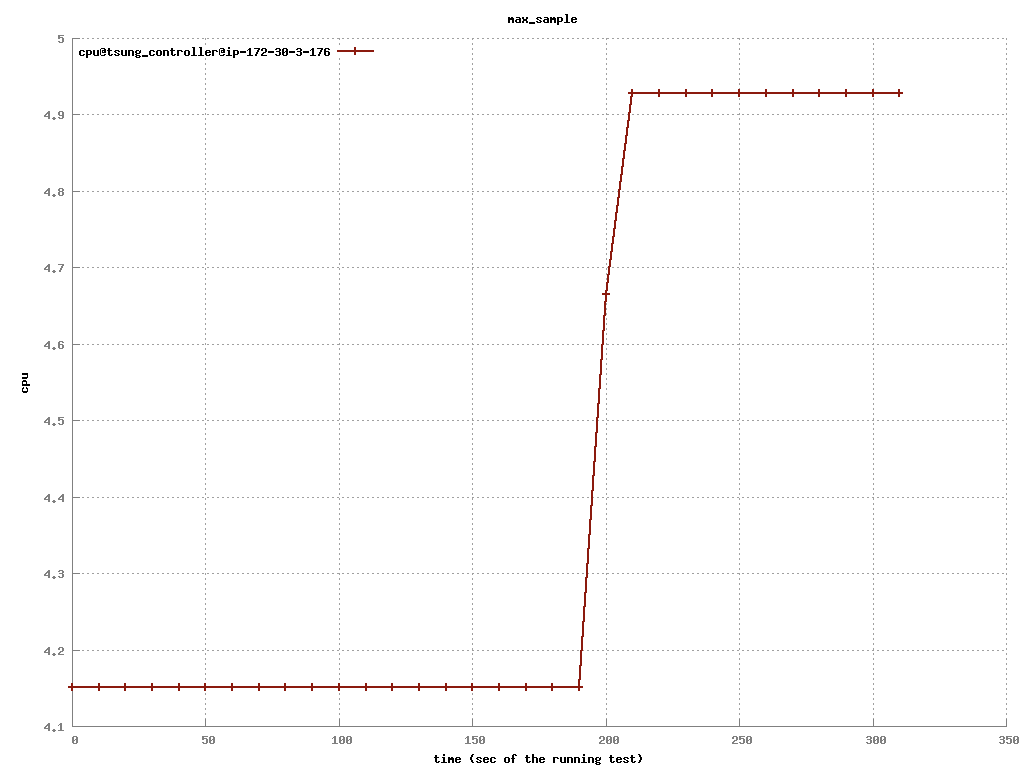 max_sample
5
cpu@tsung_controller@ip-172-30-3-176
4.9
4.8
4.7
4.6
cpu
4.5
4.4
4.3
4.2
4.1
0 50 100 150 200 250 300 350
time (sec of the running test)